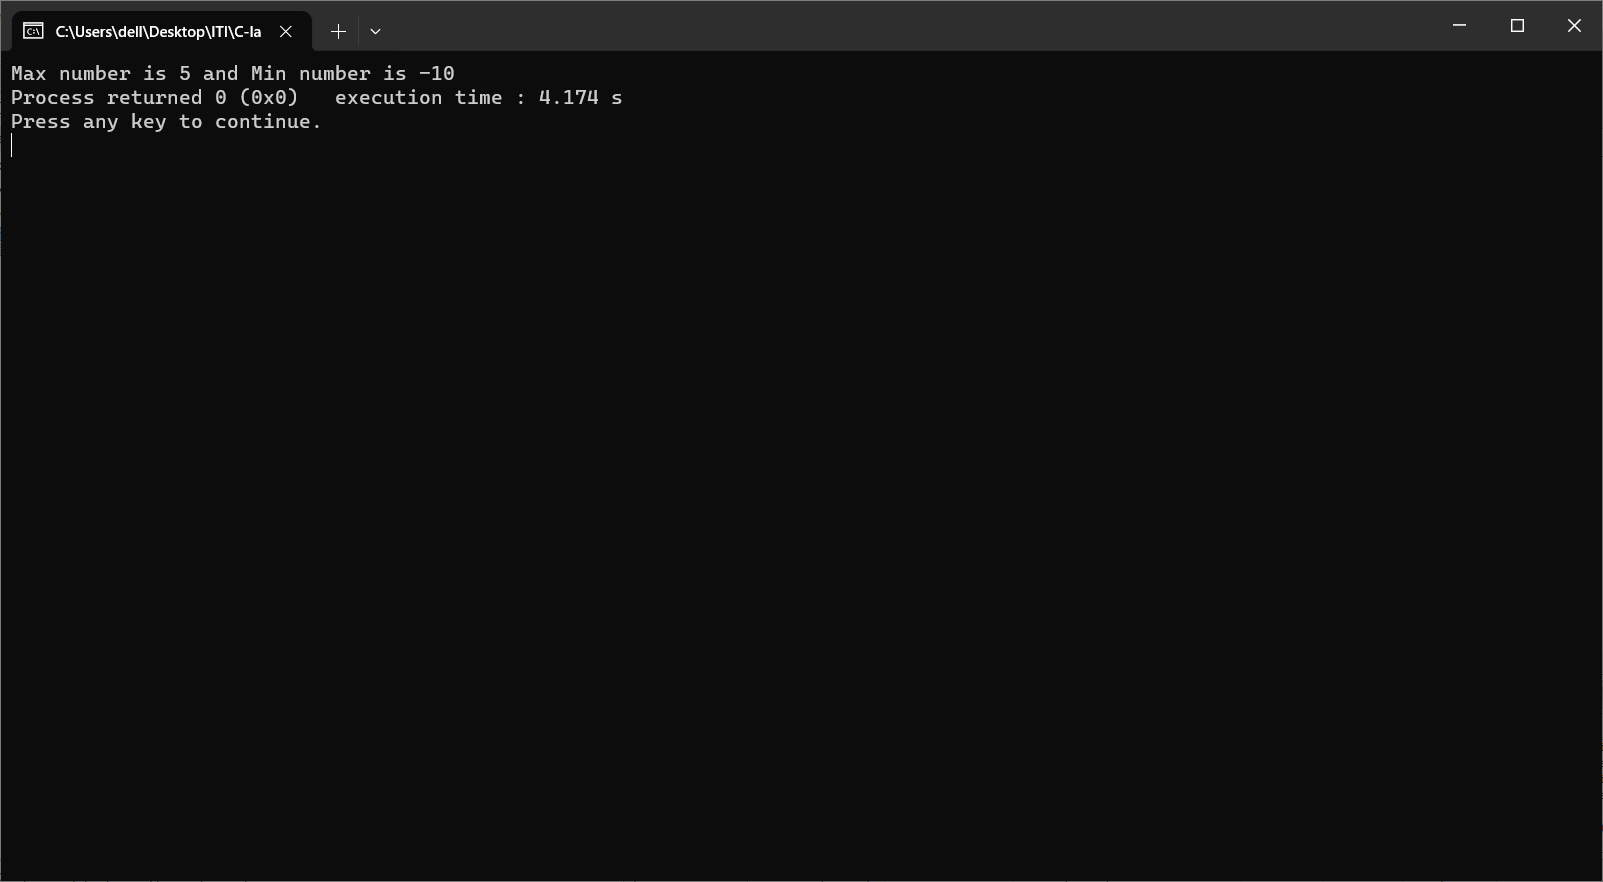 C:\Users\dell\Desktop\ITI\C-la
Max number is 5 and Min number is -10
Process returned 0 (0x0)   execution time : 4.174 s
Press any key to continue.